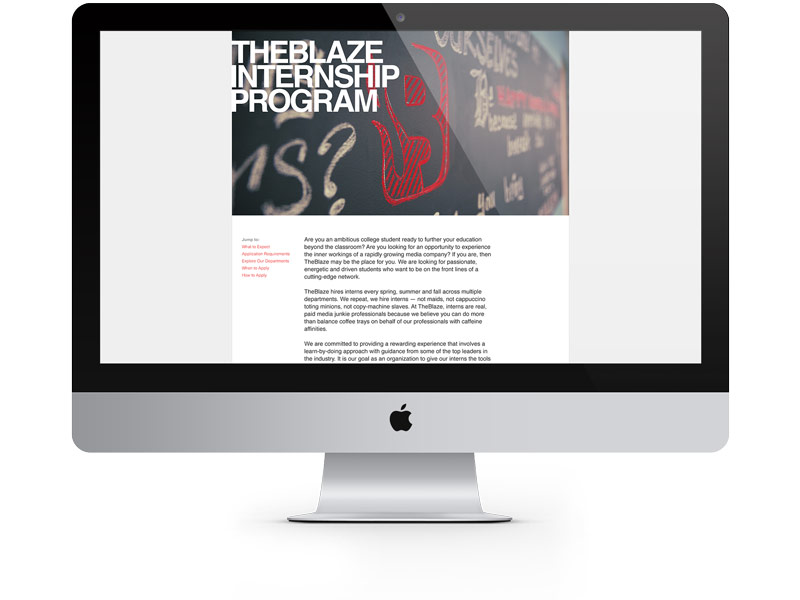 THEBLAZE
INTERNSHIP
PROGRAM
OURSELVES
Because
Jump to:
What to Expect
Application Requirements
Explore Our Departments
When to Apply
How to Apply
Are you an ambitious college student ready to further your education
beyond the classroom? Are you looking for an opportunity to experience
the inner workings of a rapidly growing media company? If you are, then
TheBlaze may be the place for you. We are looking for passionate,
energetic and driven students who want to be on the front lines of a
cutting-edge network.
TheBlaze hires interns every spring, summer and fall across multiple
departments. We repeat, we hire interns — not maids, not cappuccino
toting minions, not copy-machine slaves. At TheBlaze, interns are real,
paid media junkie professionals because we believe you can do more
than balance coffee trays on behalf of our professionals with caffeine
affinities.
We are committed to providing a rewarding experience that involves a
learn-by-doing approach with guidance from some of the top leaders in
the industry. It is our goal as an organization to give our interns the tools